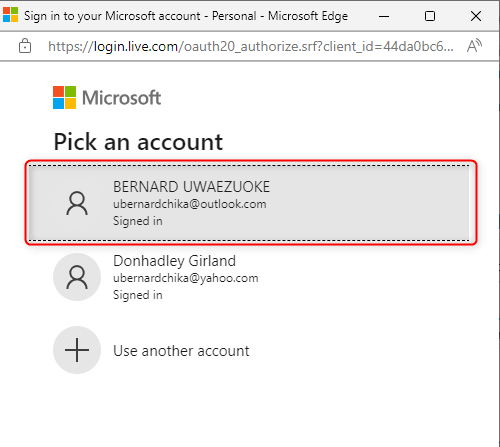 Sign in to your Microsoft account - Personal - Microsoft Edge
https://login.live.com/oauth20_authorize.srf?client_id=44da0bc6...
Microsoft
Pick an account
BERNARD UWAEZUOKE
ubernardchika@outlook.com
Signed in
Donhadley Girland
ubernardchika@yahoo.com
Signed in
Use another account